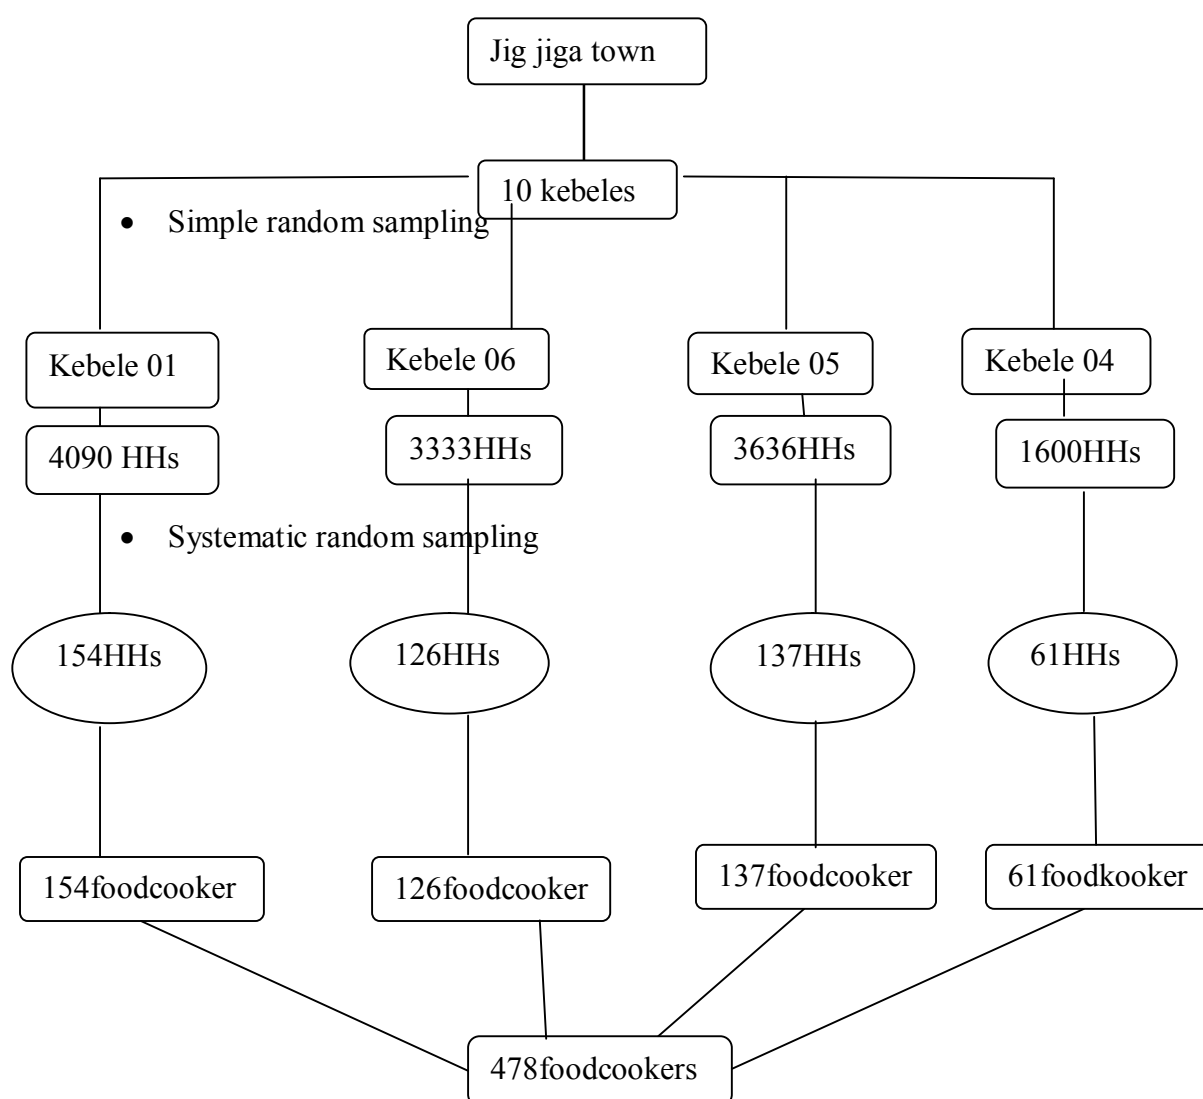 Jig jiga town
10 kebeles
• Simple random sampling
Kebele 01
Kebele 06
Kebele 05
Kebele 04
4090 HHs
3333HHs
3636HHs
1600HHs
• Systematic random sampling
154HHs
126HHs
137HHs
61HHs
154foodcooker
126foodcooker
137foodcooker
61foodkooker
478foodcookers